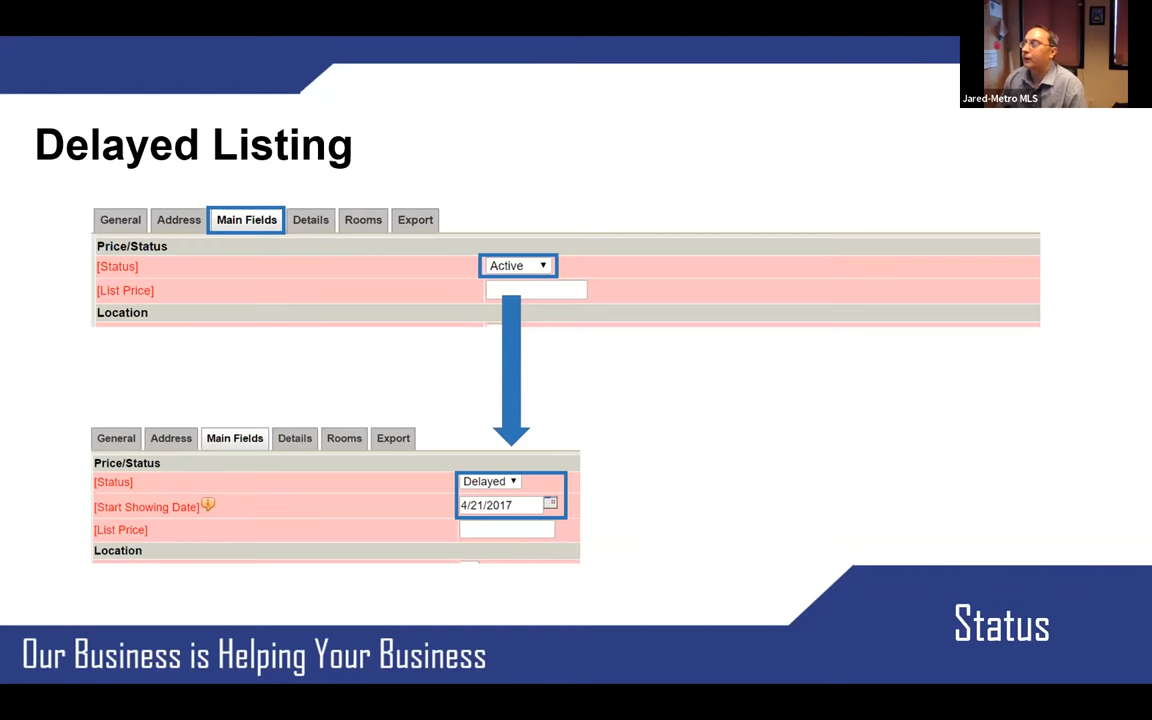 Jared-Metro MLS
Delayed Listing
General Address Main Fields Details Rooms Export
Price/Status
[Status] Active
[List Price]
Location
General Address Main Fields Details Rooms Export
Price/Status
[Status] Delayed
[Start Showing Date] 4/21/2017
[List Price]
Location
Status
Our Business is Helping Your Business